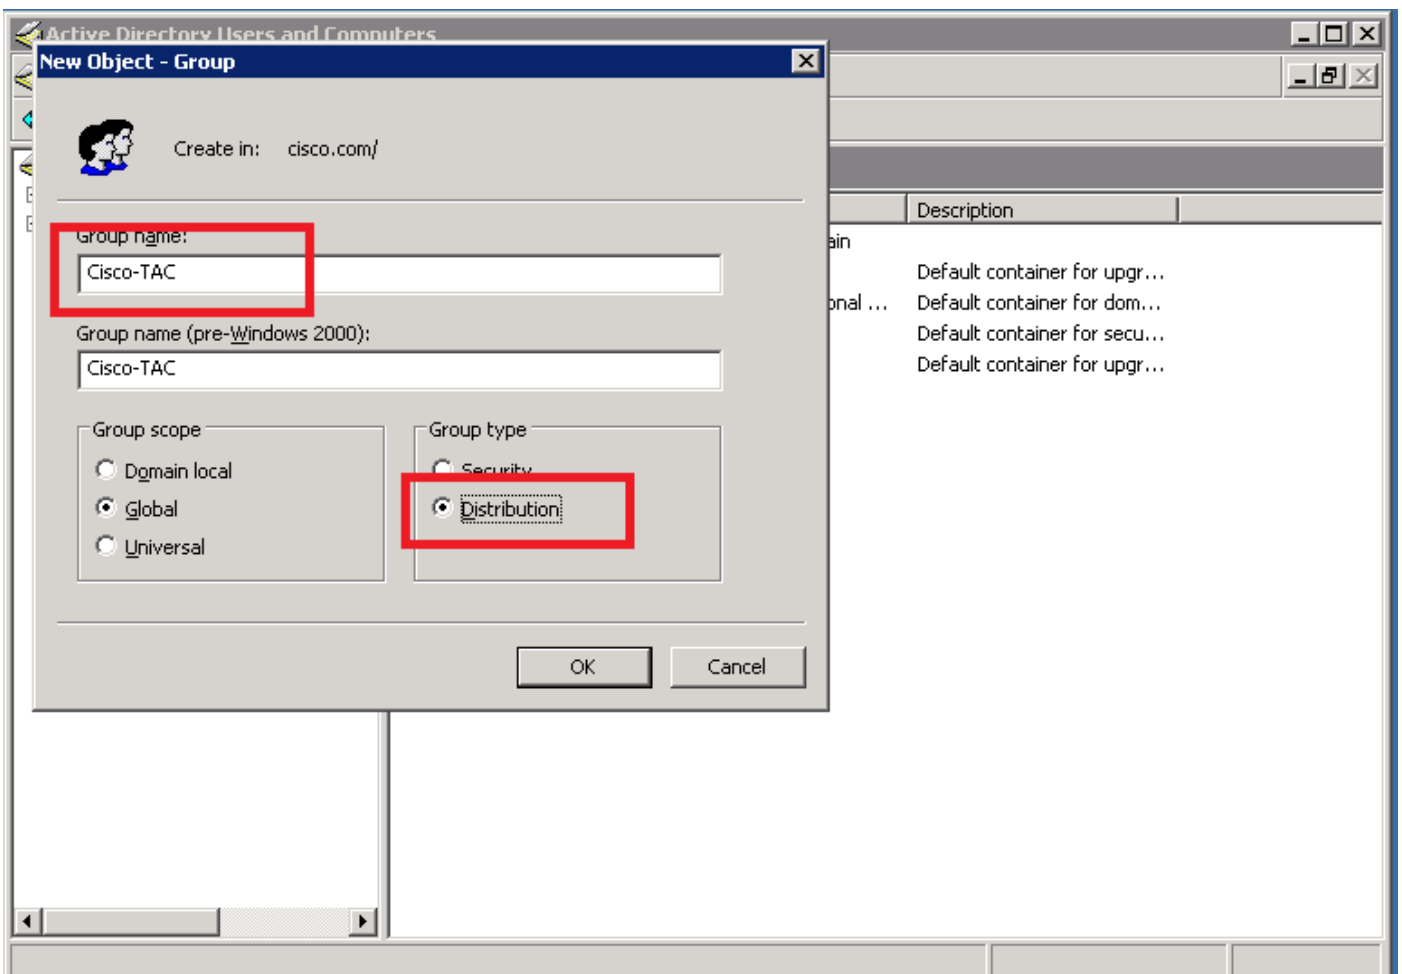 Active Directory Users and Computers
New Object - Group
Create in: cisco.com/
Description
Group name:
ain
Cisco-TAC
Default container for upgr...
onal ... Default container for dom...
Group name (pre-Windows 2000):
Default container for secu...
Cisco-TAC
Default container for upgr...
Group scope
Group type
Domain local
Security
Global
Distribution
Universal
OK
Cancel